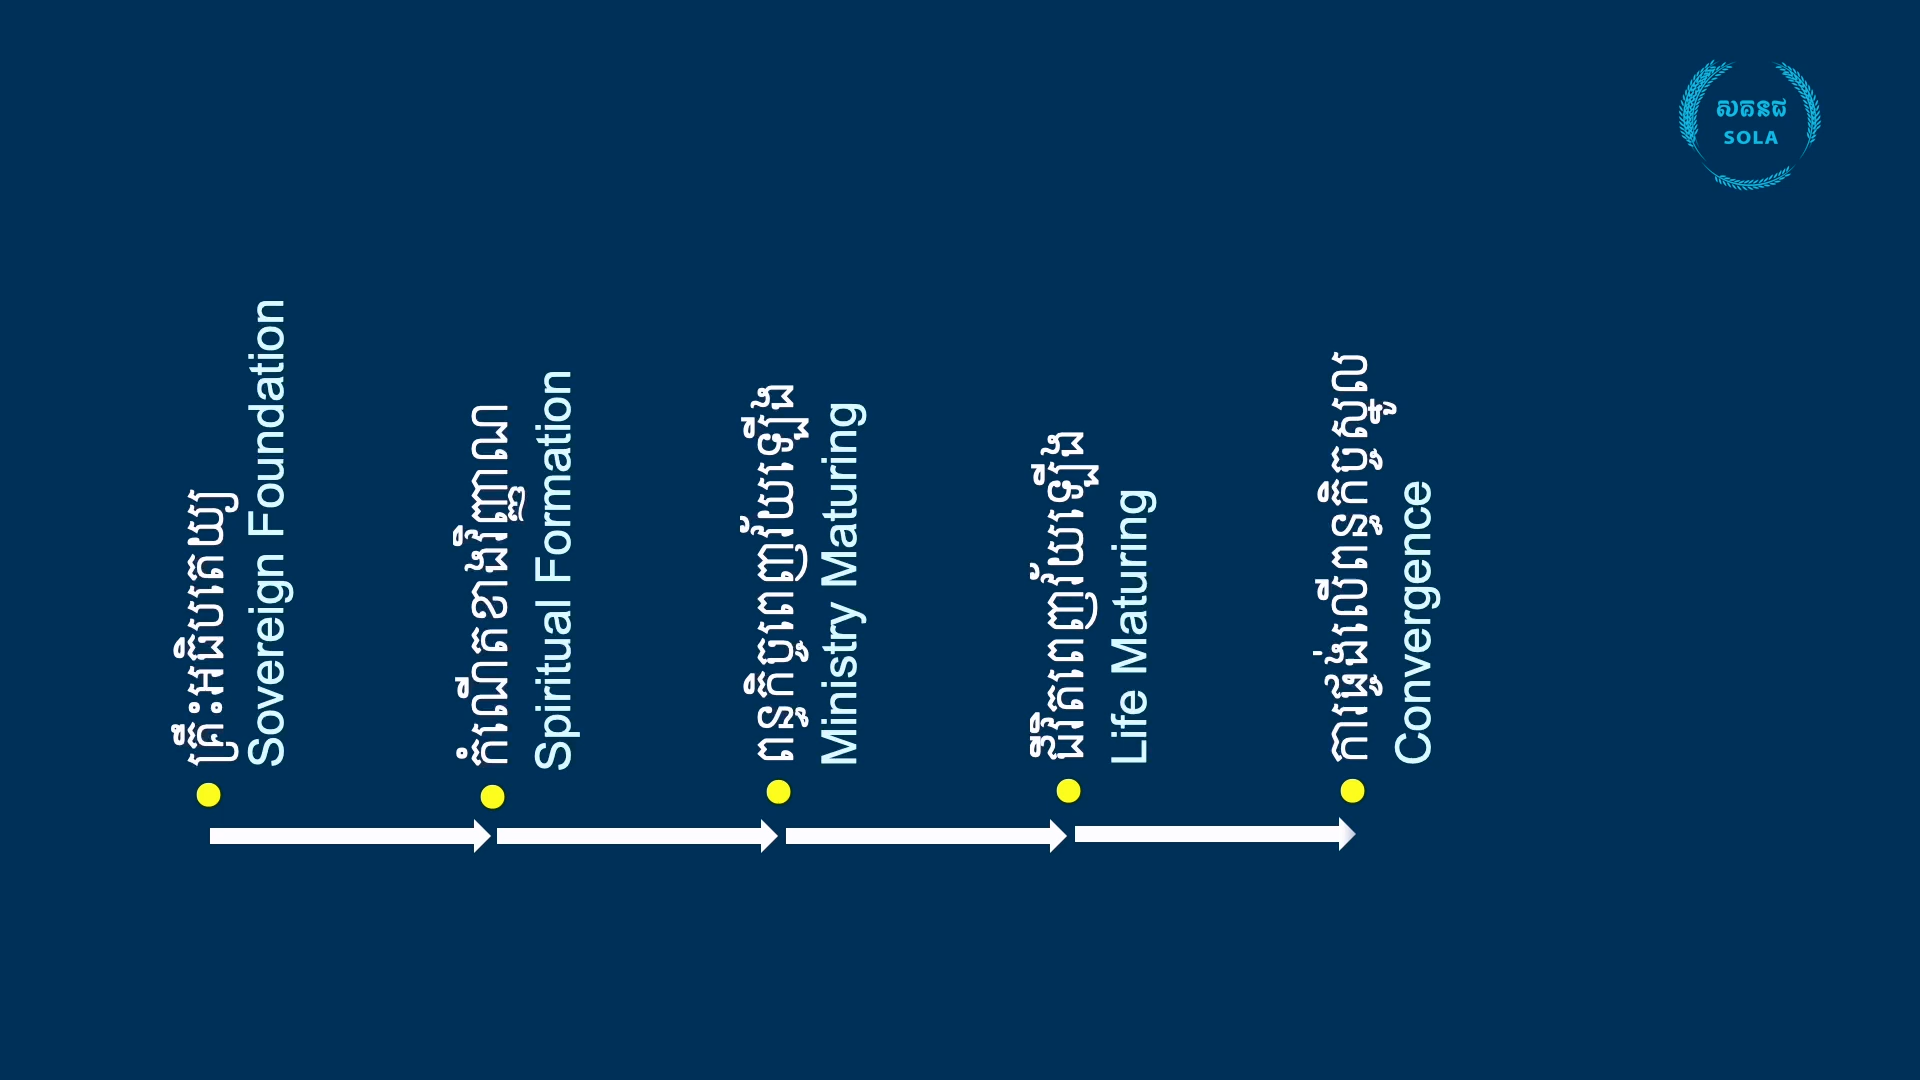 សគនជ
SOLA
គ្រឹះអធិបតេយ្យ
Sovereign Foundation
កំណើតខាងវិញ្ញាណ
Spiritual Formation
ពន្ធកិច្ចពេញវ័យឡើង
Ministry Maturing
ជីវិតពេញវ័យឡើង
Life Maturing
ការផ្ចង់លើពន្ធកិច្ចស្នូល
Convergence